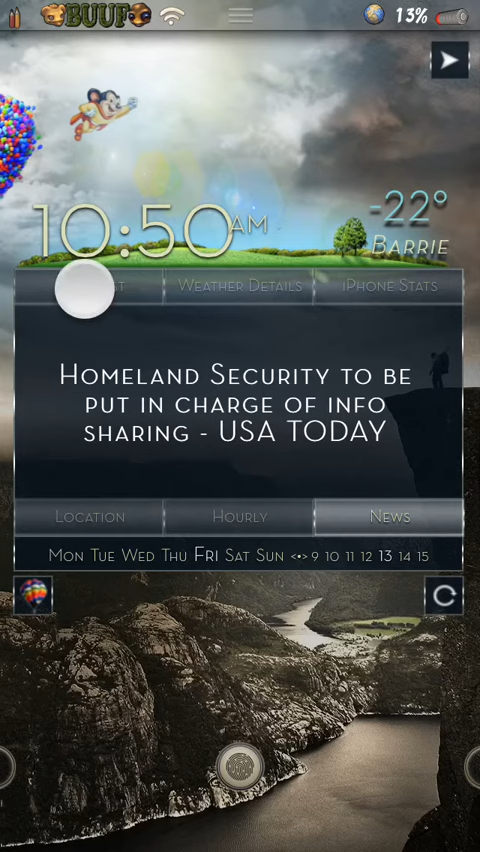 BUUF 13%
10:50 AM -22°
Barrie
Weather Details iPhone Stats
Homeland Security to be
put in charge of info
sharing - USA TODAY
Location Hourly News
Mon Tue Wed Thu Fri Sat Sun <•> 9 10 11 12 13 14 15